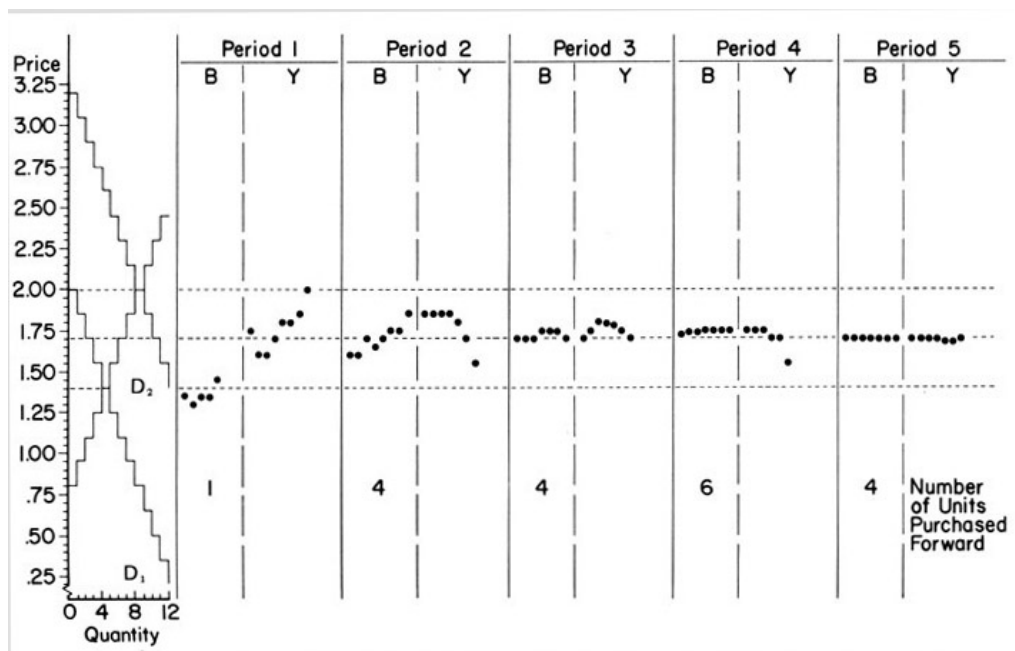 Period 1 Period 2 Period 3 Period 4 Period 5
Price
B Y B Y B Y B Y B Y
3.25
3.00
2.75
2.50
2.25
2.00
1.75
1.50
D₂
1.25
1.00
.75
1 4 4 6 4 Number
of Units
Purchased
Forward
.50
.25
D₁
0 4 8 12
Quantity